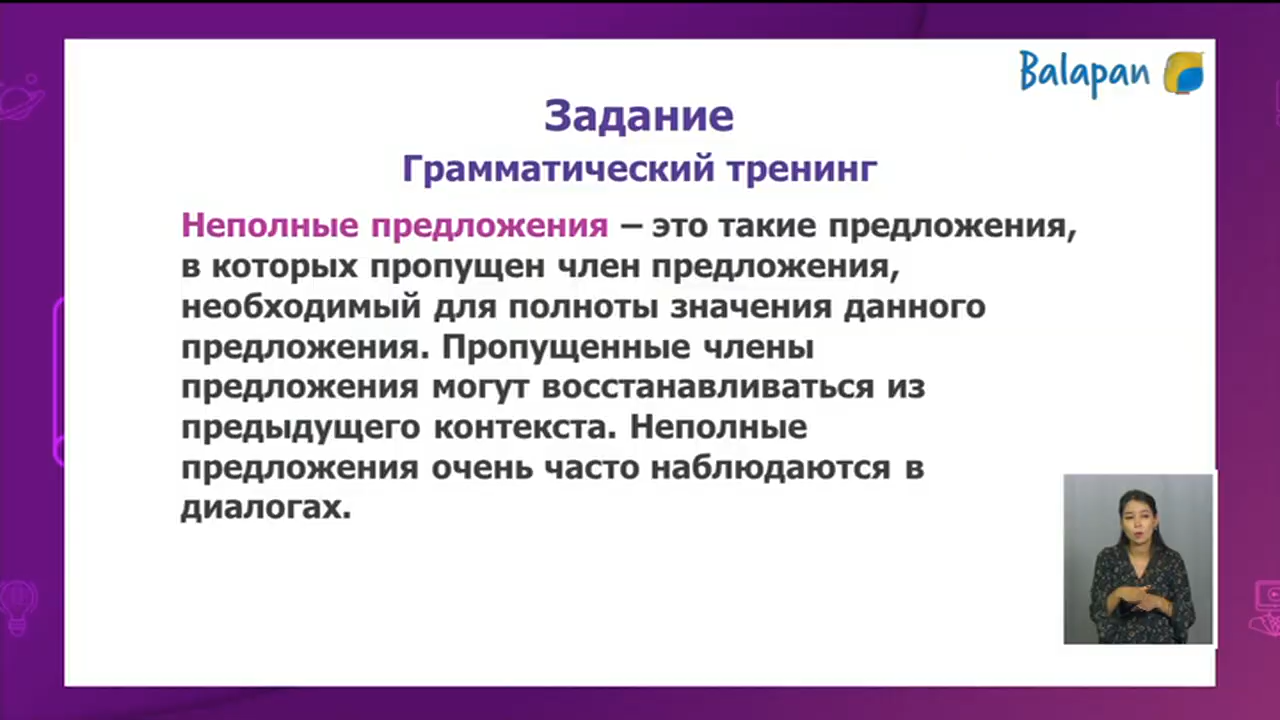 Balapan
Задание
Грамматический тренинг
Неполные предложения – это такие предложения,
в которых пропущен член предложения,
необходимый для полноты значения данного
предложения. Пропущенные члены
предложения могут восстанавливаться из
предыдущего контекста. Неполные
предложения очень часто наблюдаются в
диалогах.